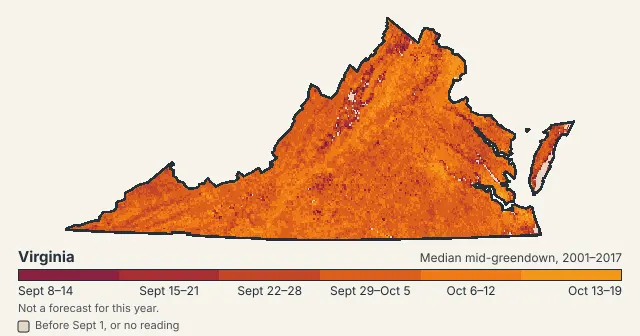 Virginia
Median mid-greendown, 2001–2017
Sept 8–14 Sept 15–21 Sept 22–28 Sept 29–Oct 5 Oct 6–12 Oct 13–19
Not a forecast for this year.
Before Sept 1, or no reading